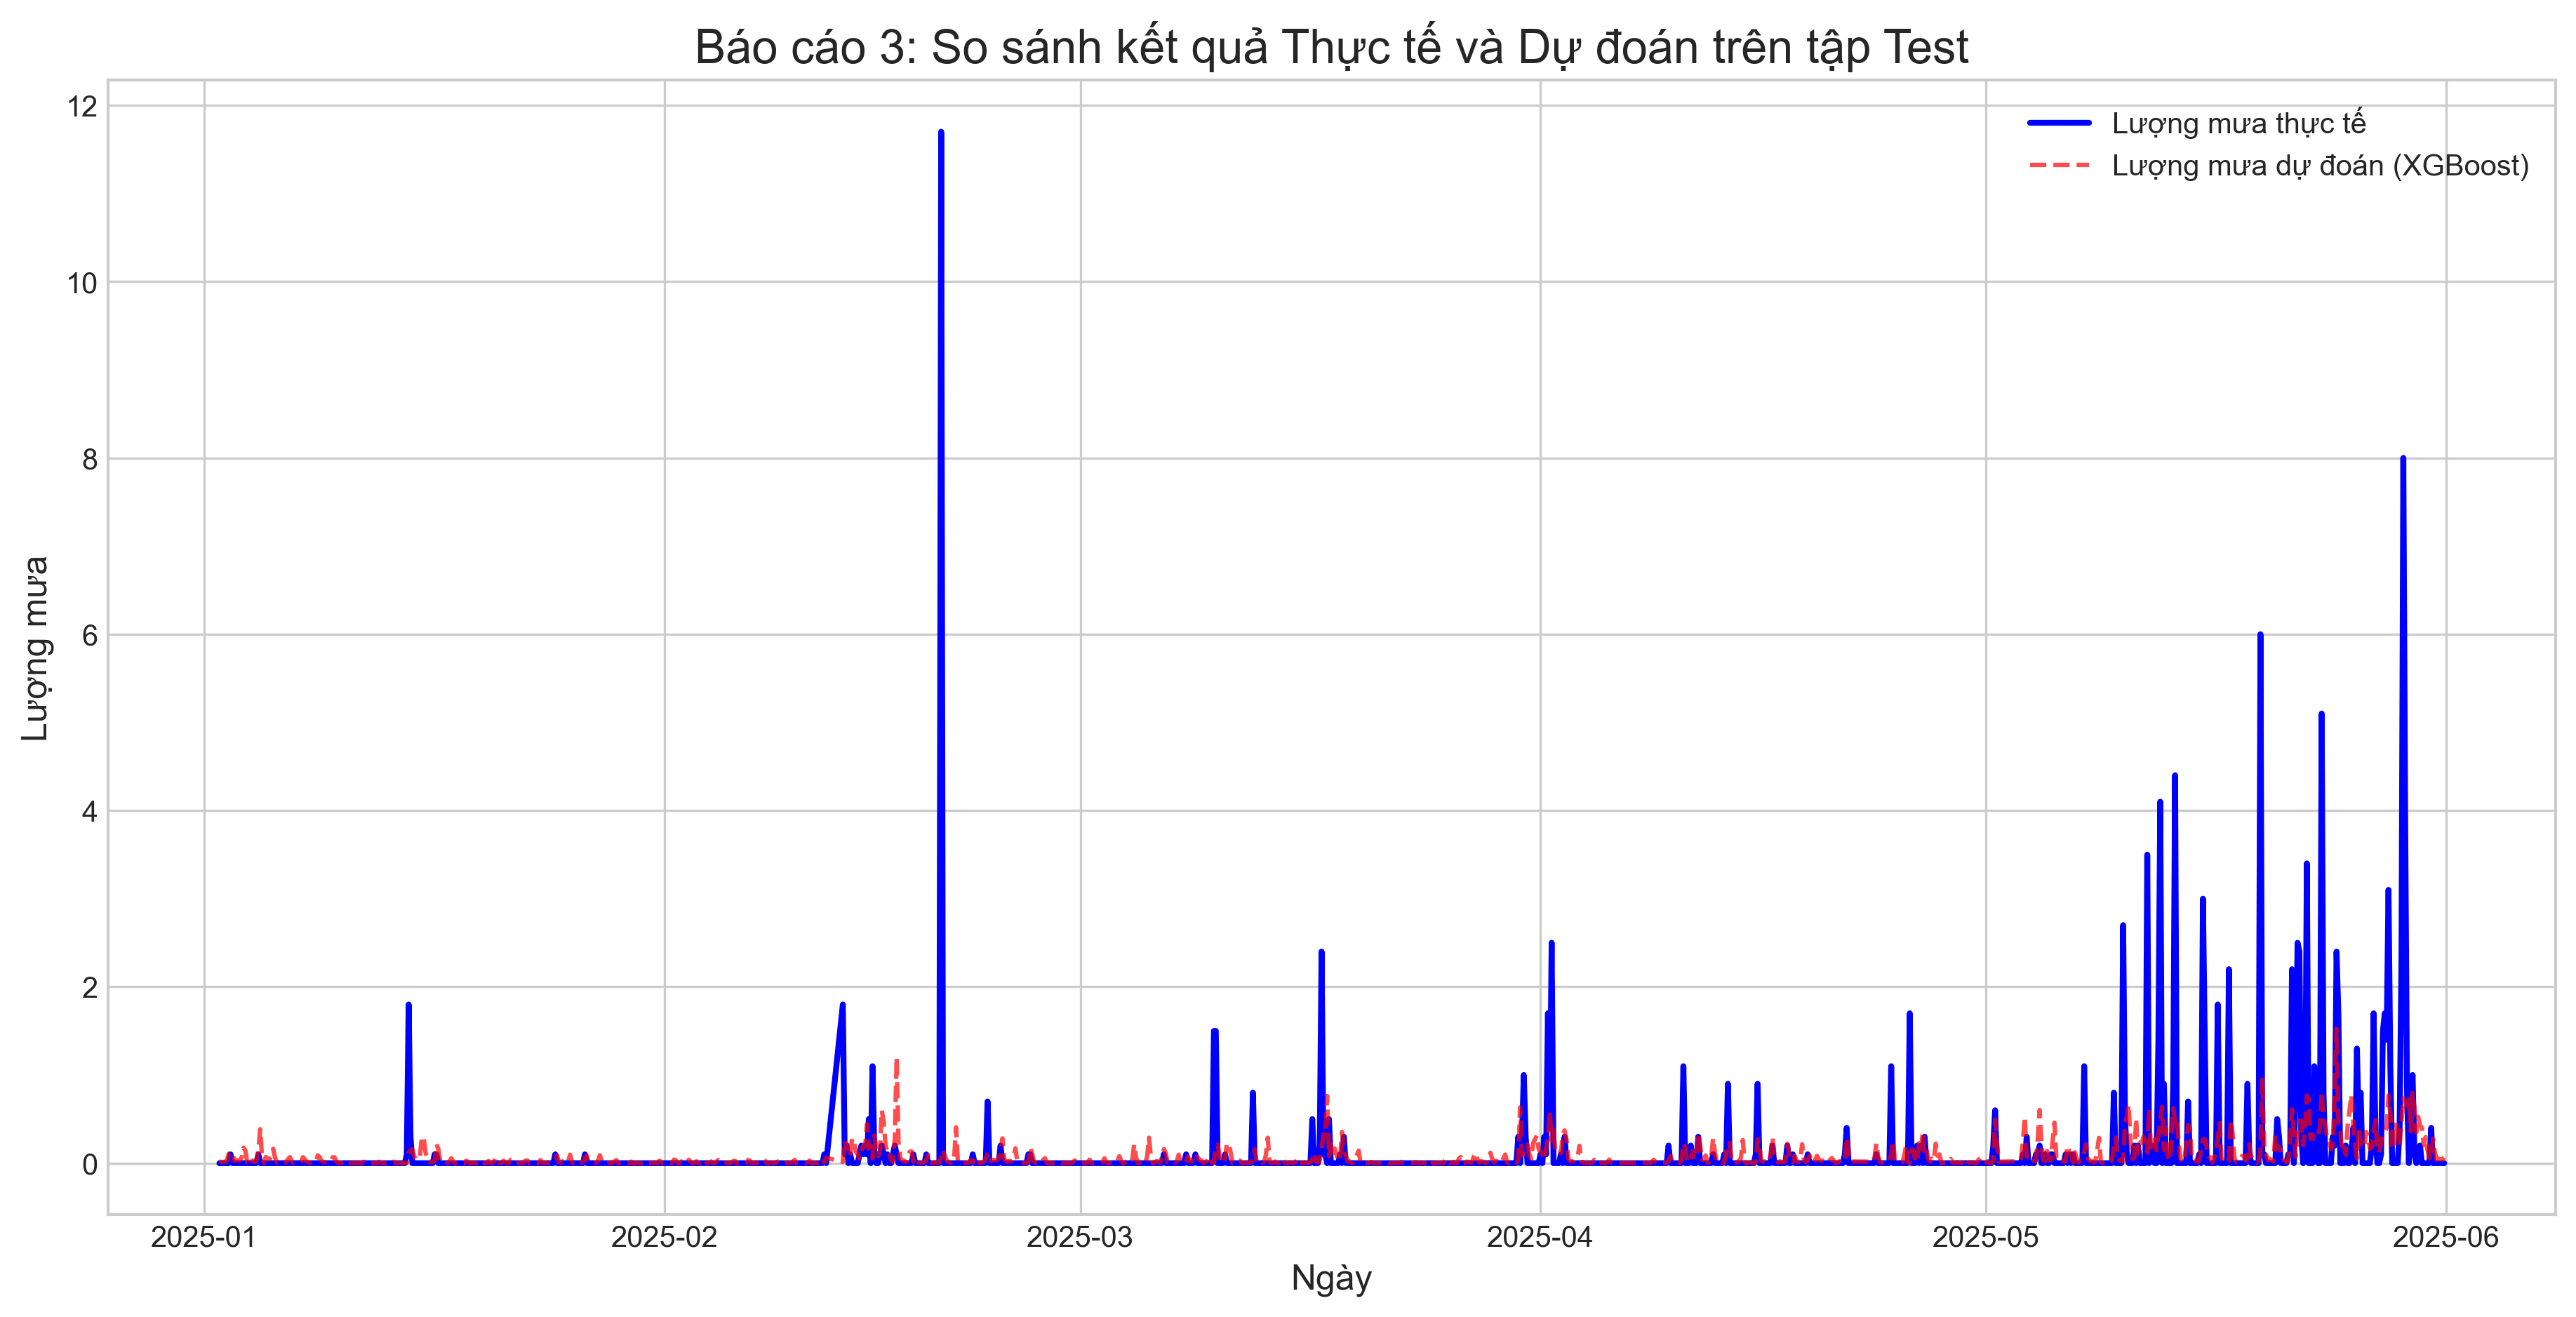 Báo cáo 3: So sánh kết quả Thực tế và Dự đoán trên tập Test
Lượng mưa thực tế
Lượng mưa dự đoán (XGBoost)
Lượng mưa
12
10
8
6
4
2
0
2025-01
2025-02
2025-03
2025-04
2025-05
2025-06
Ngày